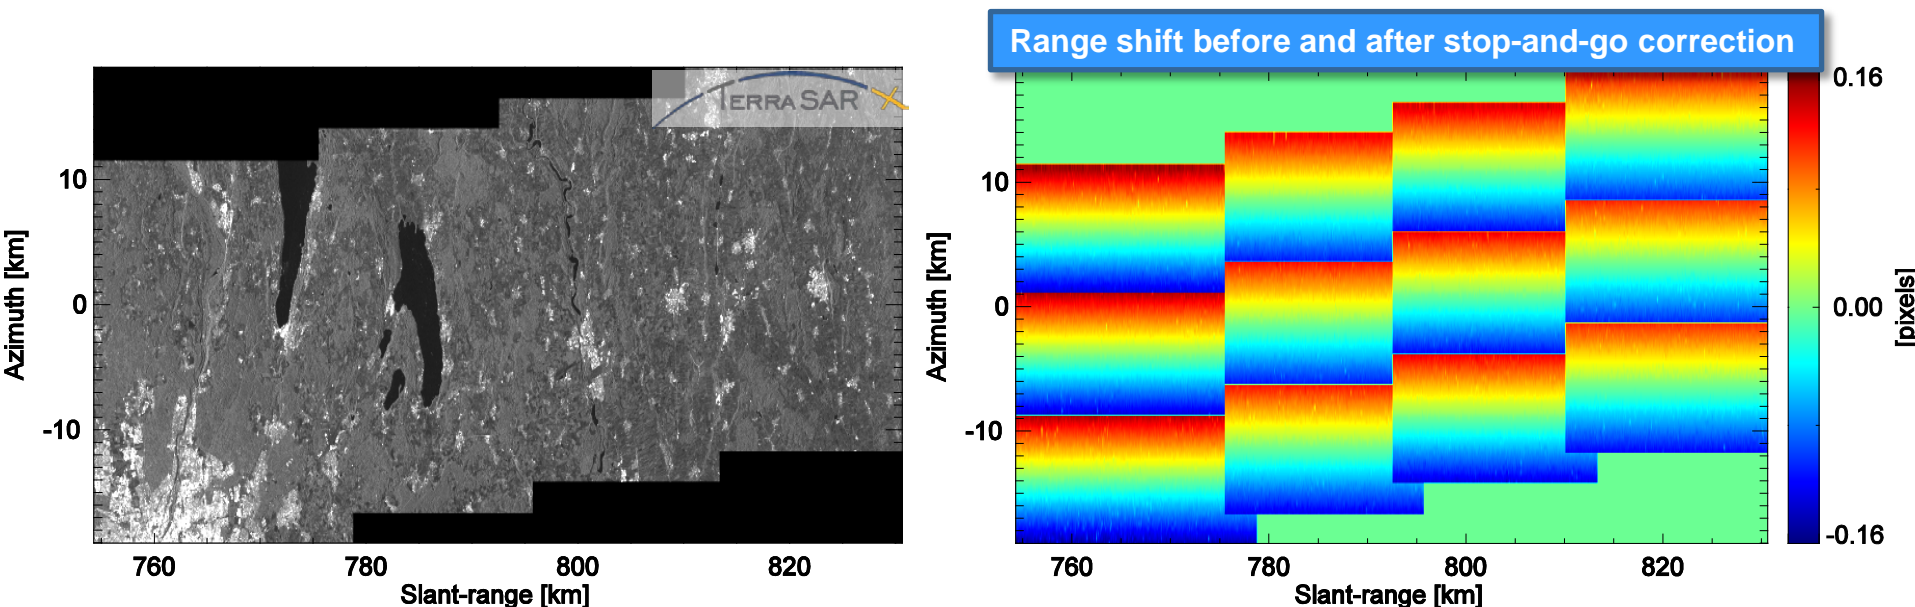 Range shift before and after stop-and-go correction
TERRA SAR
10
0
-10
Azimuth [km]
760
780
800
820
Slant-range [km]
10
0
-10
Azimuth [km]
760
780
800
820
Slant-range [km]
0.16
0.00
-0.16
[pixels]